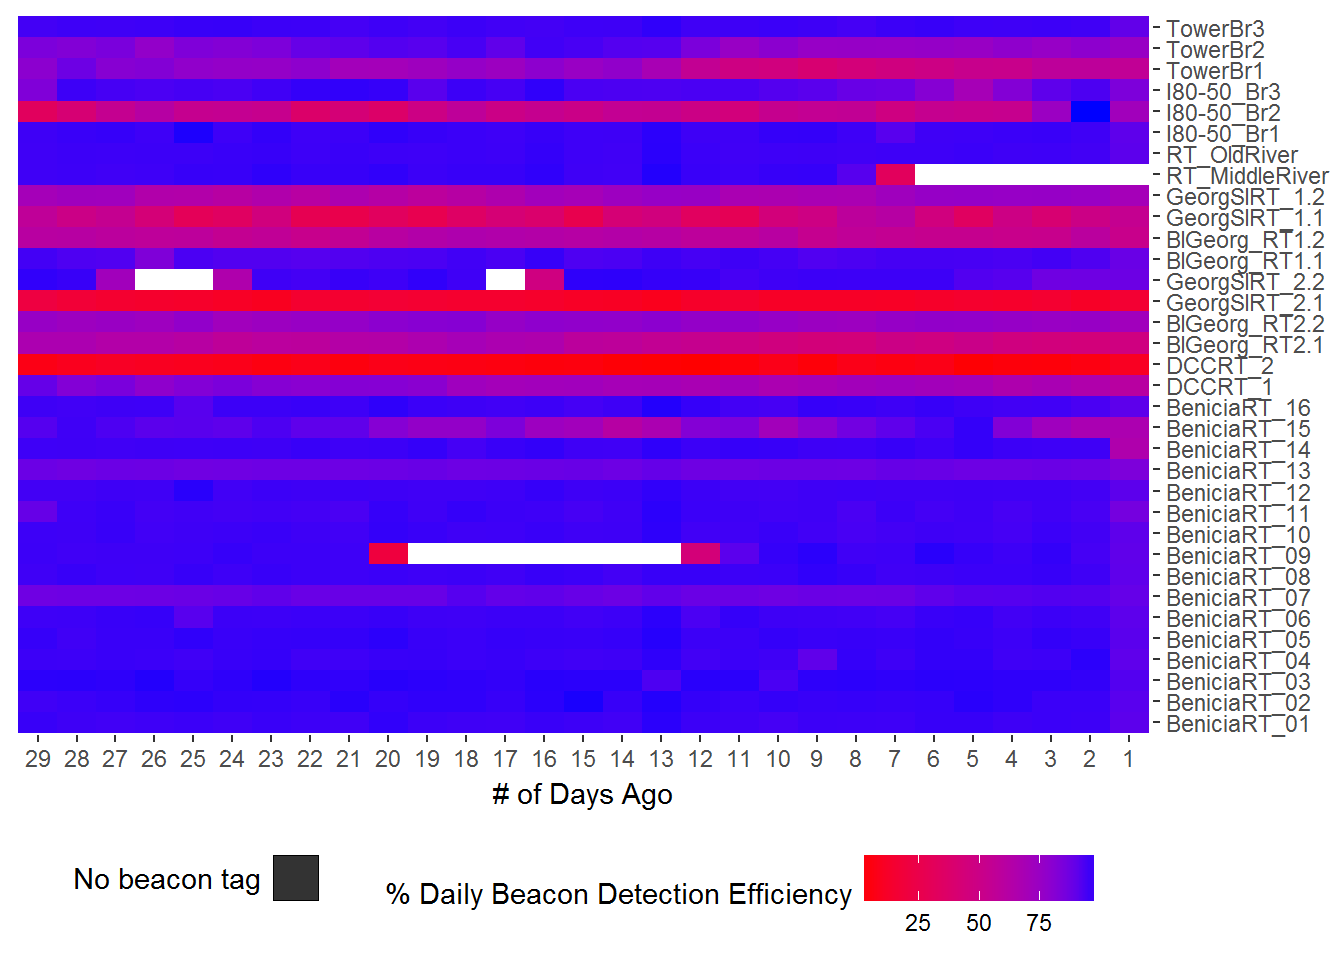 TowerBr3
TowerBr2
TowerBr1
I80-50_Br3
I80-50_Br2
I80-50_Br1
RT_OldRiver
RT_MiddleRiver
GeorgSlRT_1.2
GeorgSlRT_1.1
BlGeorg_RT1.2
BlGeorg_RT1.1
GeorgSlRT_2.2
GeorgSlRT_2.1
BlGeorg_RT2.2
BlGeorg_RT2.1
DCCRT_2
DCCRT_1
BeniciaRT_16
BeniciaRT_15
BeniciaRT_14
BeniciaRT_13
BeniciaRT_12
BeniciaRT_11
BeniciaRT_10
BeniciaRT_09
BeniciaRT_08
BeniciaRT_07
BeniciaRT_06
BeniciaRT_05
BeniciaRT_04
BeniciaRT_03
BeniciaRT_02
BeniciaRT_01
29 28 27 26 25 24 23 22 21 20 19 18 17 16 15 14 13 12 11 10 9 8 7 6 5 4 3 2 1
# of Days Ago
No beacon tag
% Daily Beacon Detection Efficiency
25 50 75